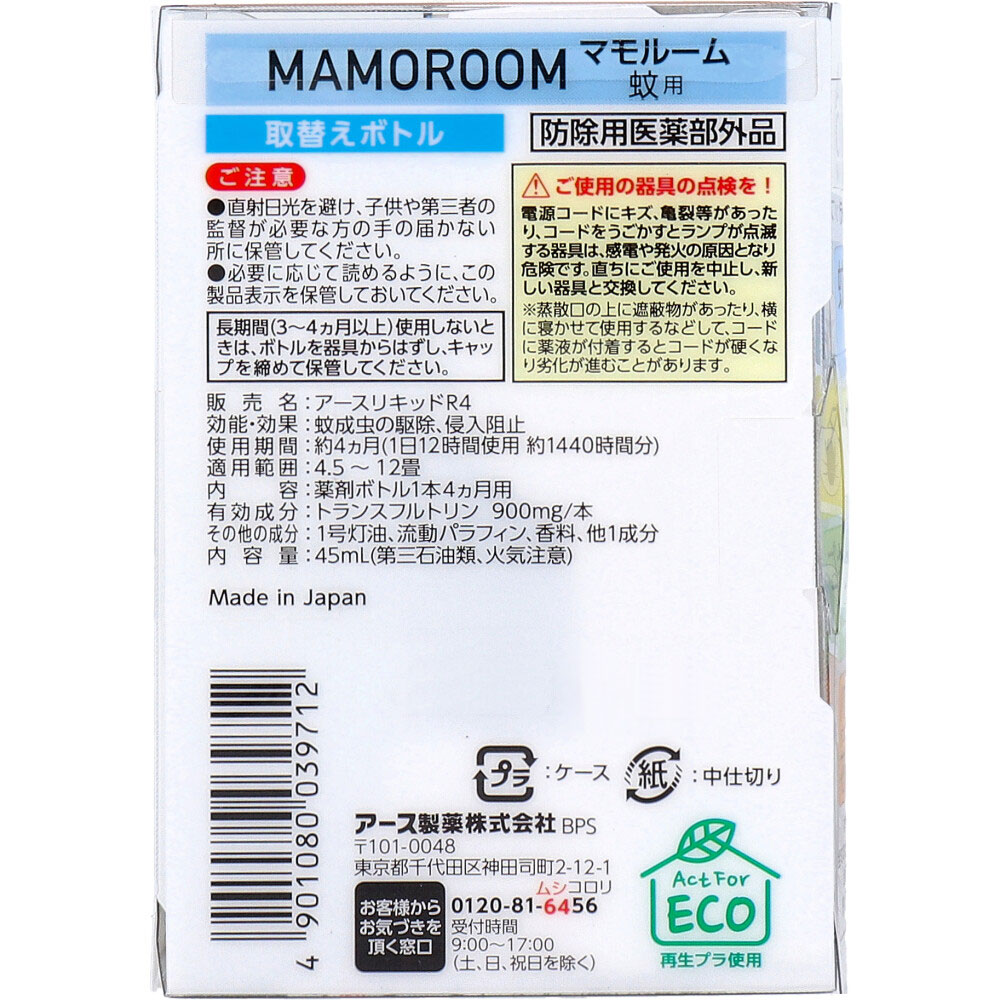 MAMOROOM マモルーム
蚊用
取替えボトル
防除用医薬部外品
ご注意
●直射日光を避け、子供や第三者の
監督が必要な方の手の届かない
所に保管してください。
●必要に応じて読めるように、この
製品表示を保管しておいてください。
長期間(3〜4ヵ月以上)使用しないと
きは、ボトルを器具からはずし、キャッ
プを締めて保管してください。
ご使用の器具の点検を！
電源コードにキズ、亀裂等があった
り、コードをうごかすとランプが点滅
する器具は、感電や発火の原因となり
危険です。直ちにご使用を中止し、新
しい器具と交換してください。
※蒸散口の上に遮蔽物があったり、横
に寝かせて使用するなどして、コード
に薬液が付着するとコードが硬くな
り劣化が進むことがあります。
販売名：アースリキッドR4
効能・効果：蚊成虫の駆除、侵入阻止
使用期間：約4ヵ月(1日12時間使用 約1440時間分)
適用範囲：4.5〜12畳
内容：薬剤ボトル1本4ヵ月用
有効成分：トランスフルトリン 900mg/本
その他の成分：1号灯油、流動パラフィン、香料、他1成分
内容量：45mL(第三石油類、火気注意)
Made in Japan
4901080039712
プラ：ケース
紙：中仕切り
アース製薬株式会社 BPS
〒101-0048
東京都千代田区神田司町2-12-1
お客様から
お気づきを
頂く窓口
ムシコロリ
0120-81-6456
受付時間
9:00〜17:00
(土、日、祝日を除く)
Act For
ECO
再生プラ使用